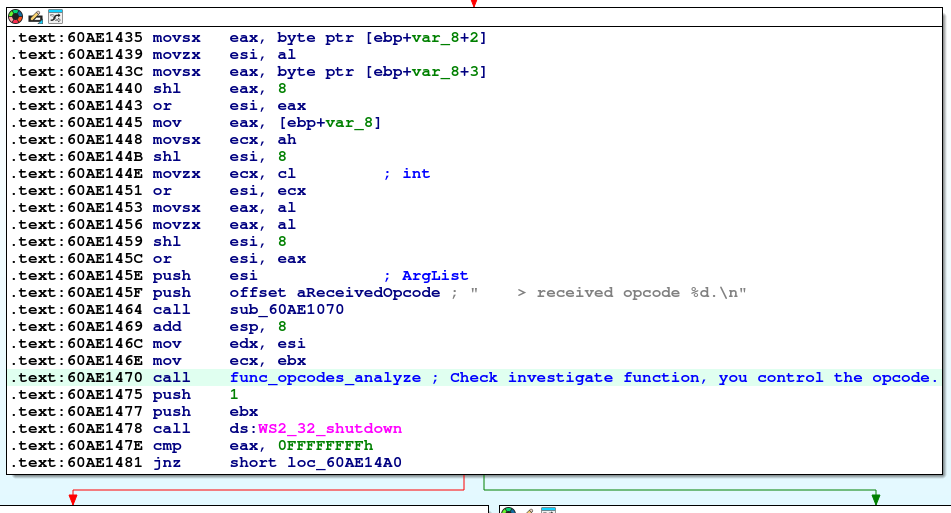 .text:60AE1435 movsx eax, byte ptr [ebp+var_8+2]
.text:60AE1439 movzx esi, al
.text:60AE143C movsx eax, byte ptr [ebp+var_8+3]
.text:60AE1440 shl eax, 8
.text:60AE1443 or esi, eax
.text:60AE1445 mov eax, [ebp+var_8]
.text:60AE1448 movsx ecx, ah
.text:60AE144B shl esi, 8
.text:60AE144E movzx ecx, cl ; int
.text:60AE1451 or esi, ecx
.text:60AE1453 movsx eax, al
.text:60AE1456 movzx eax, al
.text:60AE1459 shl esi, 8
.text:60AE145C or esi, eax
.text:60AE145E push esi ; ArgList
.text:60AE145F push offset aReceivedOpcode ; "    > received opcode %d.\n"
.text:60AE1464 call sub_60AE1070
.text:60AE1469 add esp, 8
.text:60AE146C mov edx, esi
.text:60AE146E mov ecx, ebx
.text:60AE1470 call func_opcodes_analyze ; Check investigate function, you control the opcode.
.text:60AE1475 push 1
.text:60AE1477 push ebx
.text:60AE1478 call ds:WS2_32_shutdown
.text:60AE147E cmp eax, 0FFFFFFFFh
.text:60AE1481 jnz short loc_60AE14A0